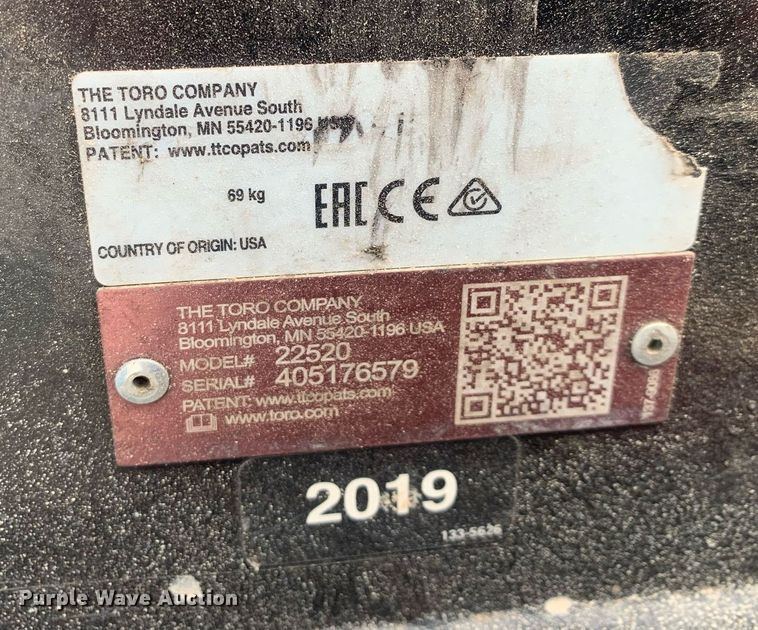 THE TORO COMPANY
8111 Lyndale Avenue South
Bloomington, MN 55420-1196
PATENT: www.ttcopats.com
69 kg
EAC CE
COUNTRY OF ORIGIN: USA
THE TORO COMPANY
8111 Lyndale Avenue South
Bloomington, MN 55420-1196 USA
MODEL# 22520
SERIAL# 405176579
PATENT: www.ttcopats.com
www.toro.com
2019
133-5626
Purple Wave Auction